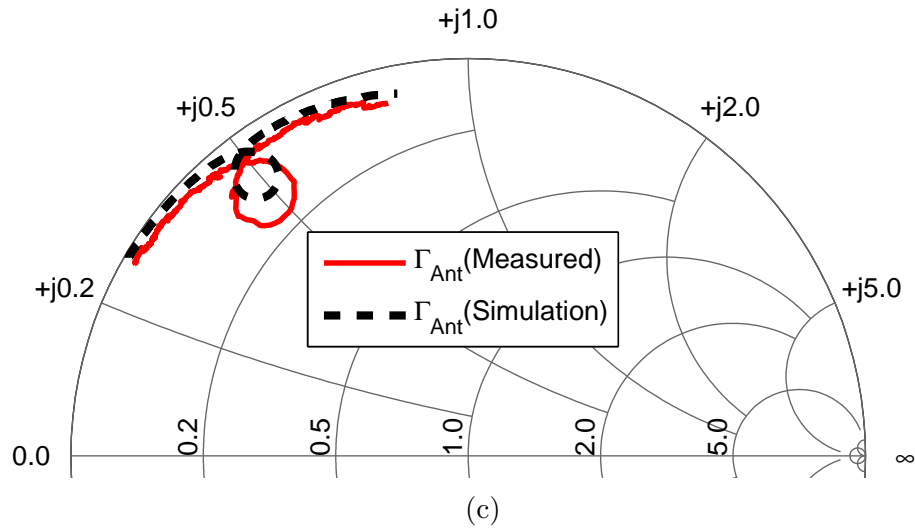 +j1.0
+j0.5
+j2.0
+j0.2
+j5.0
Γ_Ant(Measured)
Γ_Ant(Simulation)
0.0
0.2
0.5
1.0
2.0
5.0
∞
(c)